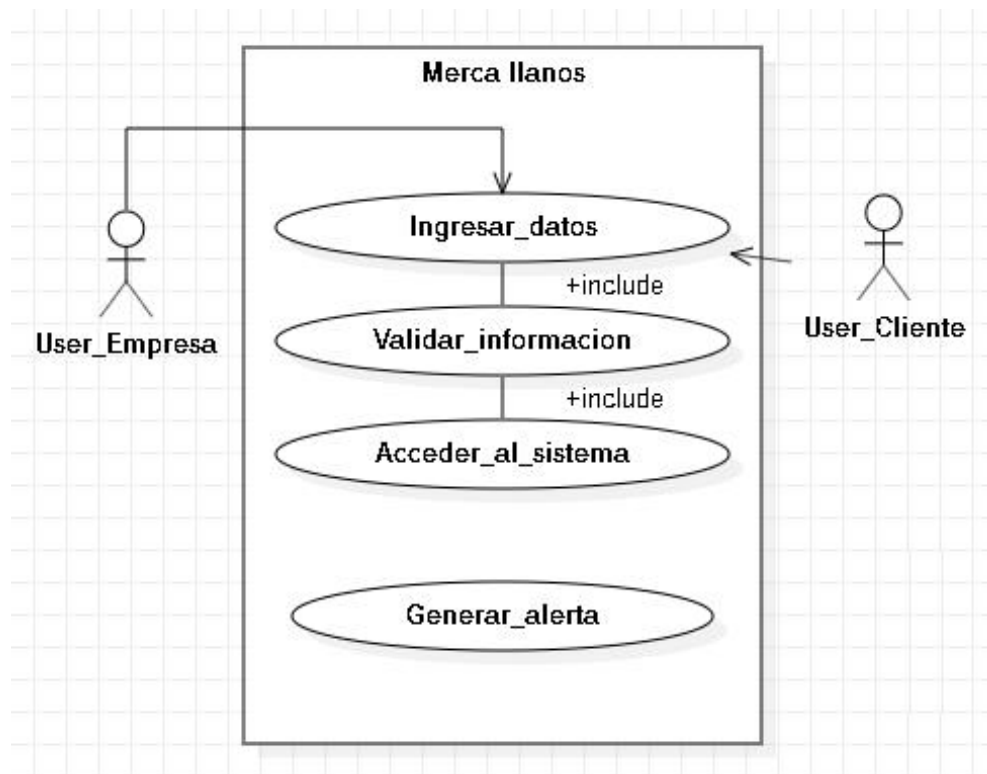 Merca llanos
Ingresar_datos
+include
User_Empresa
Validar_informacion
User_Cliente
+include
Acceder_al_sistema
Generar_alerta